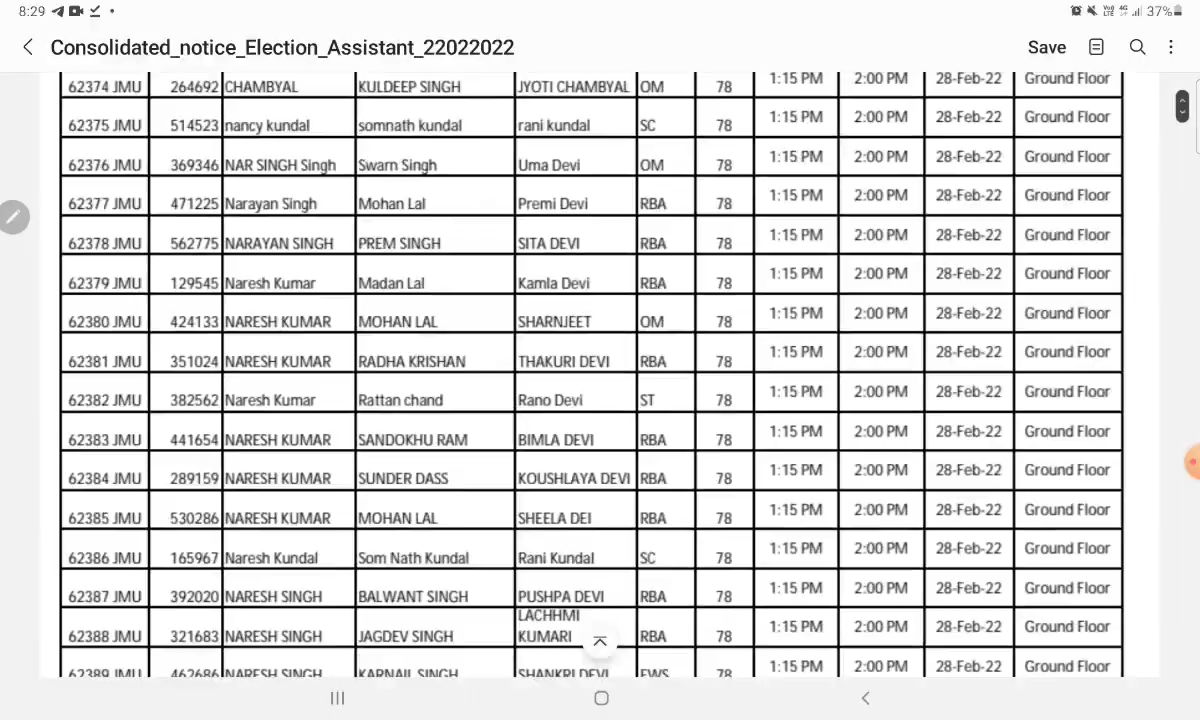 8:29
37%
Consolidated_notice_Election_Assistant_22022022 Save
62374 JMU 264692 CHAMBYAL KULDEEP SINGH JYOTI CHAMBYAL OM 78 1:15 PM 2:00 PM 28-Feb-22 Ground Floor
62375 JMU 514523 nancy kundal somnath kundal rani kundal SC 78 1:15 PM 2:00 PM 28-Feb-22 Ground Floor
62376 JMU 369346 NAR SINGH Singh Swarn Singh Uma Devi OM 78 1:15 PM 2:00 PM 28-Feb-22 Ground Floor
62377 JMU 471225 Narayan Singh Mohan Lal Premi Devi RBA 78 1:15 PM 2:00 PM 28-Feb-22 Ground Floor
62378 JMU 562775 NARAYAN SINGH PREM SINGH SITA DEVI RBA 78 1:15 PM 2:00 PM 28-Feb-22 Ground Floor
62379 JMU 129545 Naresh Kumar Madan Lal Kamla Devi RBA 78 1:15 PM 2:00 PM 28-Feb-22 Ground Floor
62380 JMU 424133 NARESH KUMAR MOHAN LAL SHARNJEET OM 78 1:15 PM 2:00 PM 28-Feb-22 Ground Floor
62381 JMU 351024 NARESH KUMAR RADHA KRISHAN THAKURI DEVI RBA 78 1:15 PM 2:00 PM 28-Feb-22 Ground Floor
62382 JMU 382562 Naresh Kumar Rattan chand Rano Devi ST 78 1:15 PM 2:00 PM 28-Feb-22 Ground Floor
62383 JMU 441654 NARESH KUMAR SANDOKHU RAM BIMLA DEVI RBA 78 1:15 PM 2:00 PM 28-Feb-22 Ground Floor
62384 JMU 289159 NARESH KUMAR SUNDER DASS KOUSHLAYA DEVI RBA 78 1:15 PM 2:00 PM 28-Feb-22 Ground Floor
62385 JMU 530286 NARESH KUMAR MOHAN LAL SHEELA DEI RBA 78 1:15 PM 2:00 PM 28-Feb-22 Ground Floor
62386 JMU 165967 Naresh Kundal Som Nath Kundal Rani Kundal SC 78 1:15 PM 2:00 PM 28-Feb-22 Ground Floor
62387 JMU 392020 NARESH SINGH BALWANT SINGH PUSHPA DEVI RBA 78 1:15 PM 2:00 PM 28-Feb-22 Ground Floor
62388 JMU 321683 NARESH SINGH JAGDEV SINGH LACHHMI KUMARI RBA 78 1:15 PM 2:00 PM 28-Feb-22 Ground Floor
62389 JMU 462686 NARESH SINGH KARNAIL SINGH SHANKRI DEVI EWS 78 1:15 PM 2:00 PM 28-Feb-22 Ground Floor